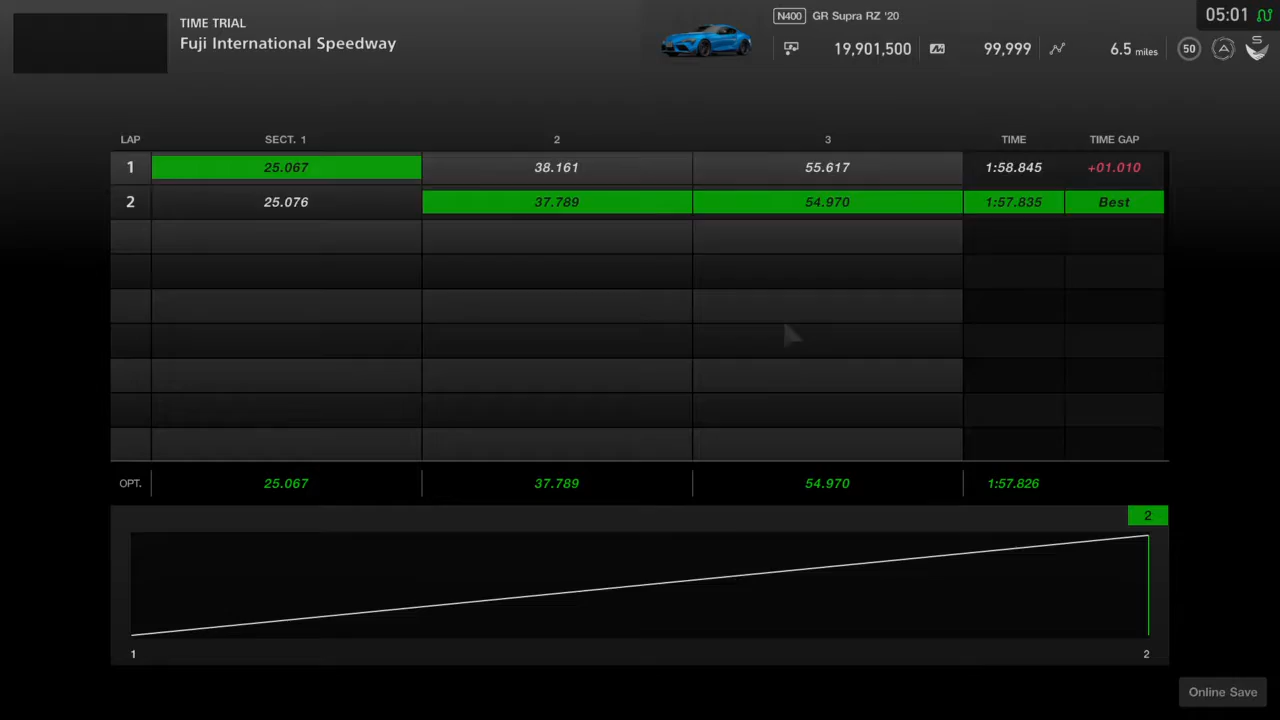 TIME TRIAL
Fuji International Speedway
N400 GR Supra RZ '20
19,901,500 99,999 6.5 miles 50 A S
05:01
LAP SECT. 1 2 3 TIME TIME GAP
1 25.067 38.161 55.617 1:58.845 +01.010
2 25.076 37.789 54.970 1:57.835 Best
OPT. 25.067 37.789 54.970 1:57.826
2
1 2
Online Save